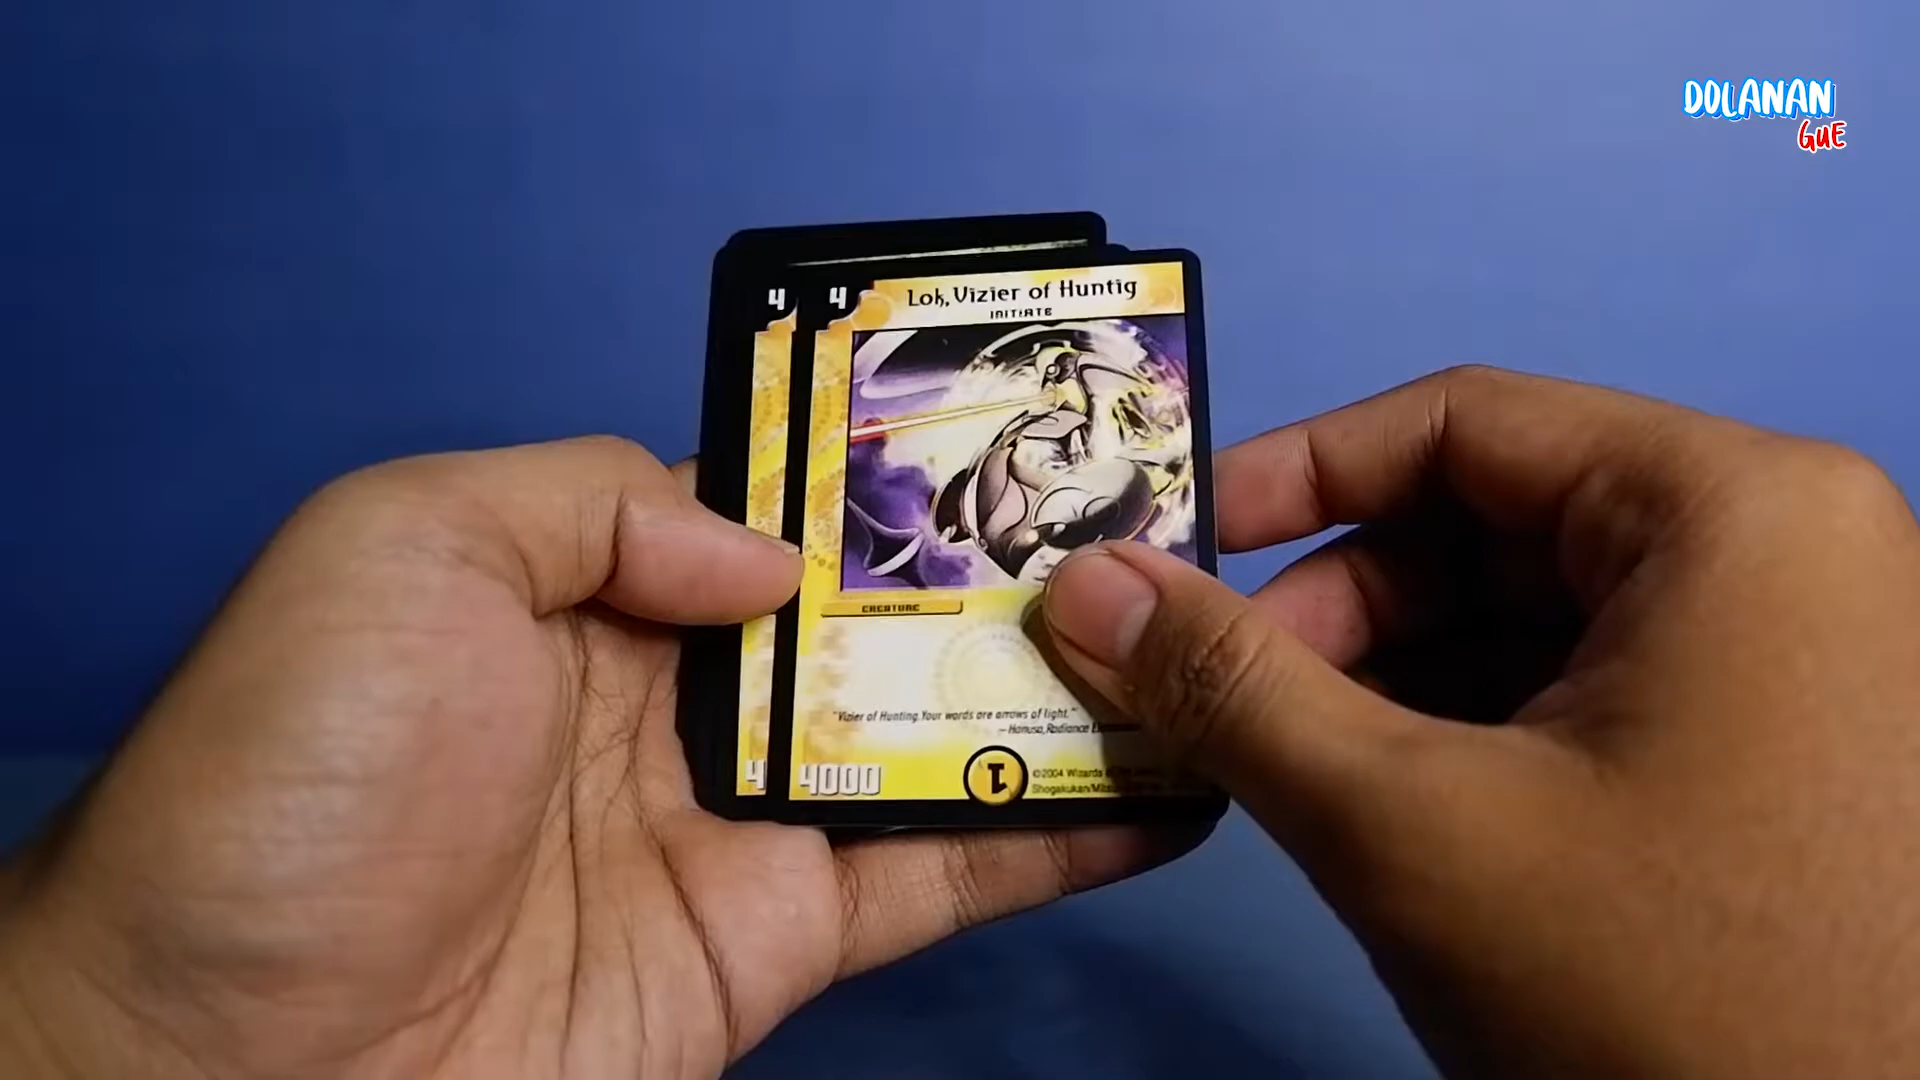 DOLANAN
GUE
4
4
Lok, Vizier of Huntig
INITIATE
CREATURE
"Vizier of Hunting. Your words are arrows of light."
—Hanusa, Radiance
4
4000
1
©2004 Wizards
Shogakukan/